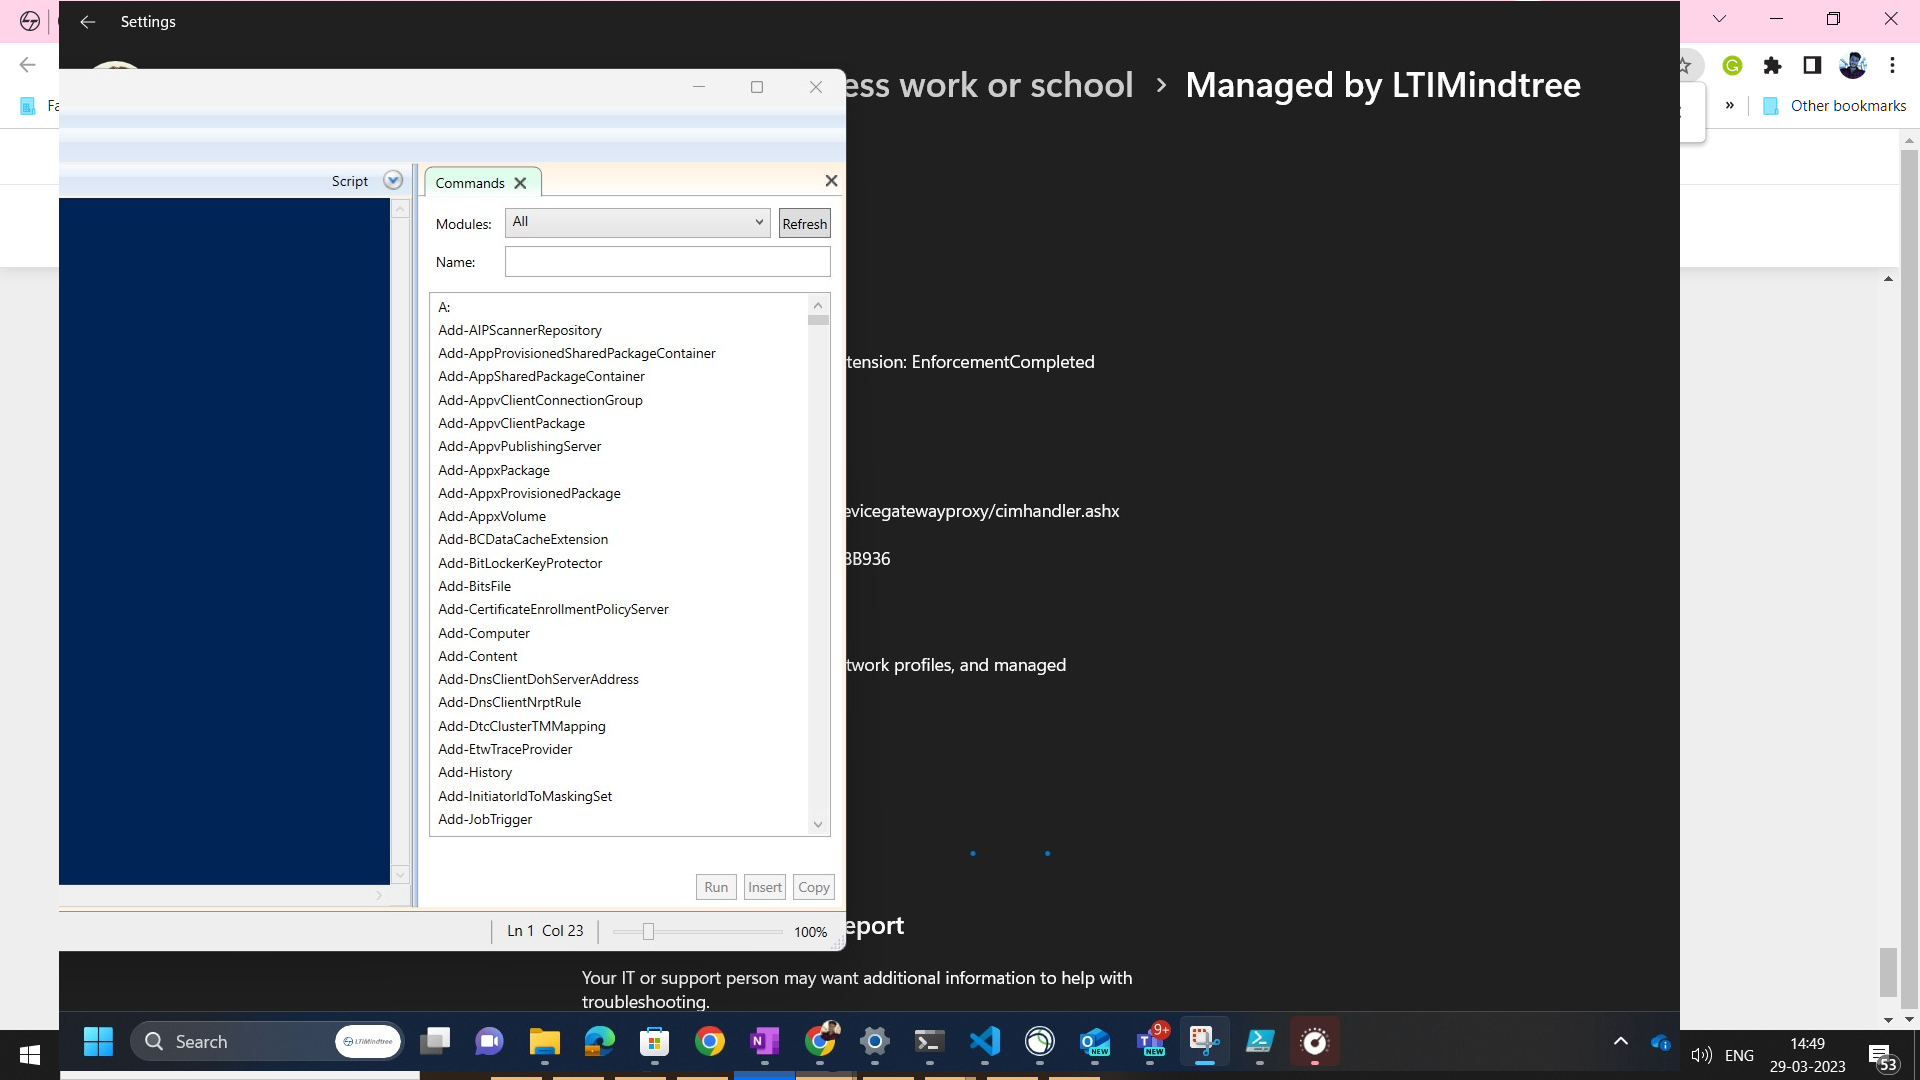 Settings
ess work or school > Managed by LTIMindtree
Fa
» Other bookmarks
Script
Commands
Modules: All Refresh
Name:
A:
Add-AIPScannerRepository
Add-AppProvisionedSharedPackageContainer
Add-AppSharedPackageContainer
Add-AppvClientConnectionGroup
Add-AppvClientPackage
Add-AppvPublishingServer
Add-AppxPackage
Add-AppxProvisionedPackage
Add-AppxVolume
Add-BCDataCacheExtension
Add-BitLockerKeyProtector
Add-BitsFile
Add-CertificateEnrollmentPolicyServer
Add-Computer
Add-Content
Add-DnsClientDohServerAddress
Add-DnsClientNrptRule
Add-DtcClusterTMMapping
Add-EtwTraceProvider
Add-History
Add-InitiatorIdToMaskingSet
Add-JobTrigger
Run Insert Copy
Ln 1 Col 23 100%
tension: EnforcementCompleted
evicegatewayproxy/cimhandler.ashx
3B936
twork profiles, and managed
eport
Your IT or support person may want additional information to help with
troubleshooting.
Search LTIMindtree
NEW
9+
NEW
ENG
14:49
29-03-2023
53